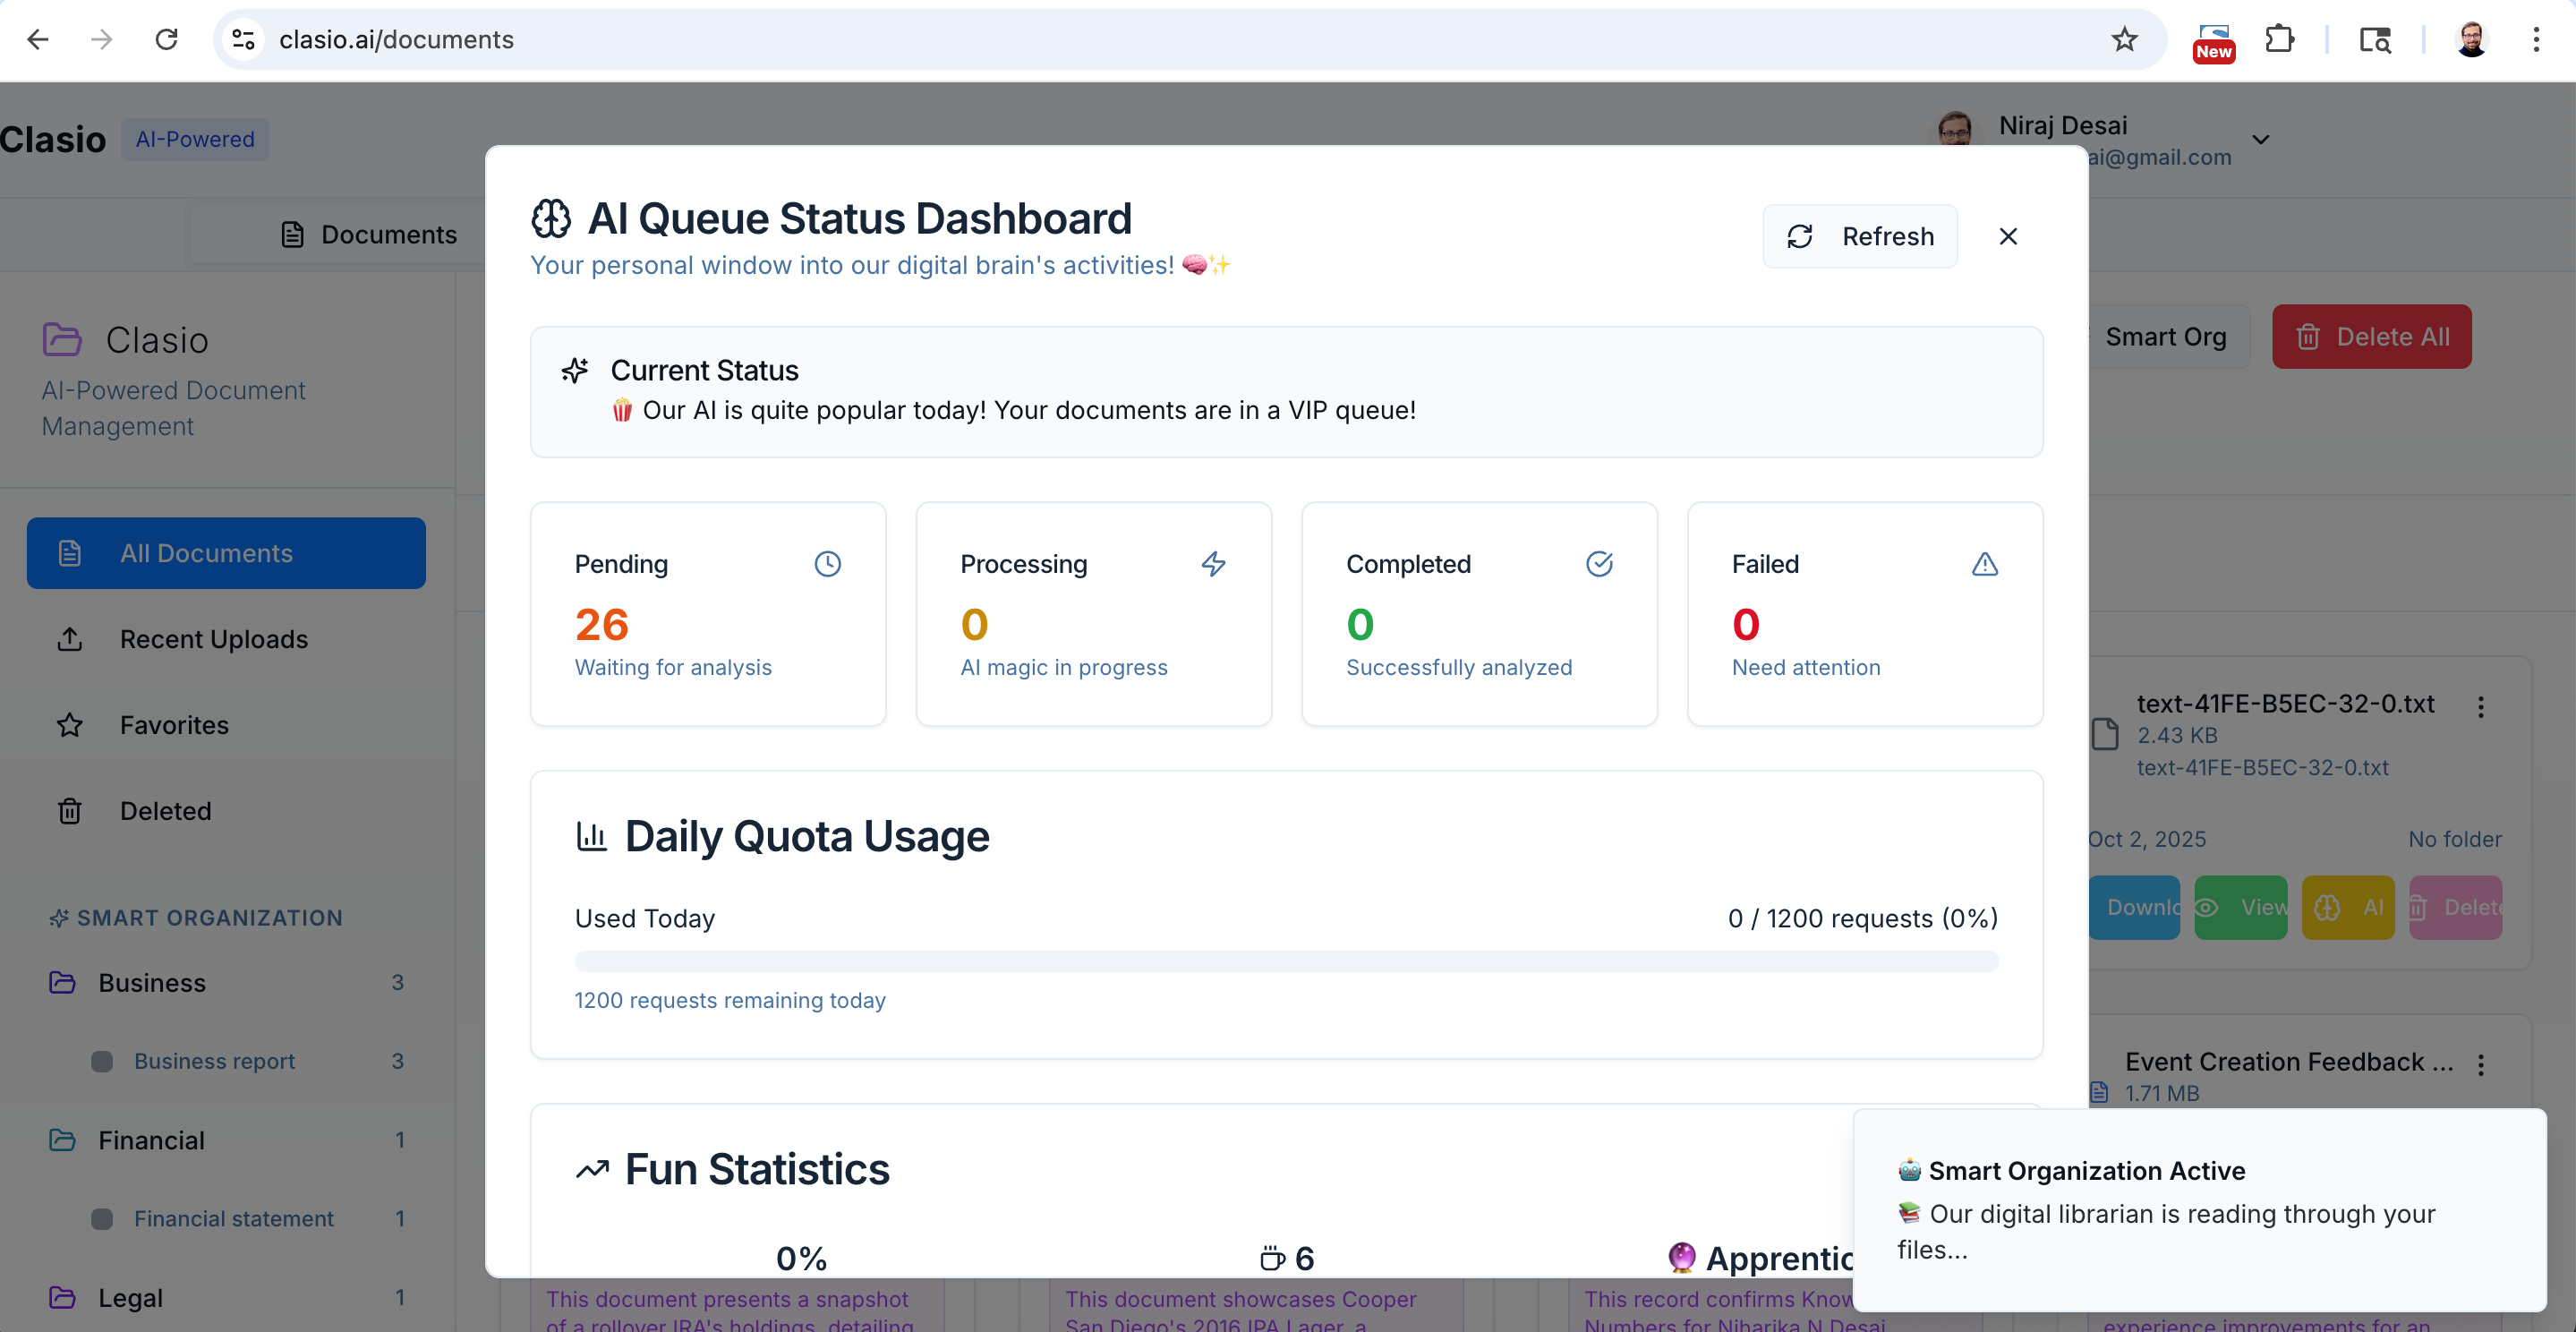 clasio.ai/documents
New
Clasio
AI-Powered
Niraj Desai
ai@gmail.com
Documents
Clasio
AI-Powered Document
Management
All Documents
Recent Uploads
Favorites
Deleted
SMART ORGANIZATION
Business 3
Business report 3
Financial 1
Financial statement 1
Legal 1
AI Queue Status Dashboard
Your personal window into our digital brain's activities! 🧠✨
Refresh
Current Status
🍿 Our AI is quite popular today! Your documents are in a VIP queue!
Pending
26
Waiting for analysis
Processing
0
AI magic in progress
Completed
0
Successfully analyzed
Failed
0
Need attention
Daily Quota Usage
Used Today
0 / 1200 requests (0%)
1200 requests remaining today
Fun Statistics
0%
6
🔮 Apprentic
Smart Org
Delete All
text-41FE-B5EC-32-0.txt
2.43 KB
text-41FE-B5EC-32-0.txt
Oct 2, 2025
No folder
Downlo
View
AI
Delete
Event Creation Feedback ...
1.71 MB
🤖 Smart Organization Active
📚 Our digital librarian is reading through your
files...
This document presents a snapshot
of a rollover IRA's holdings, detailing
This document showcases Cooper
San Diego's 2016 IPA Lager, a
This record confirms Know
Numbers for Niharika N Desai
experience improvements for an